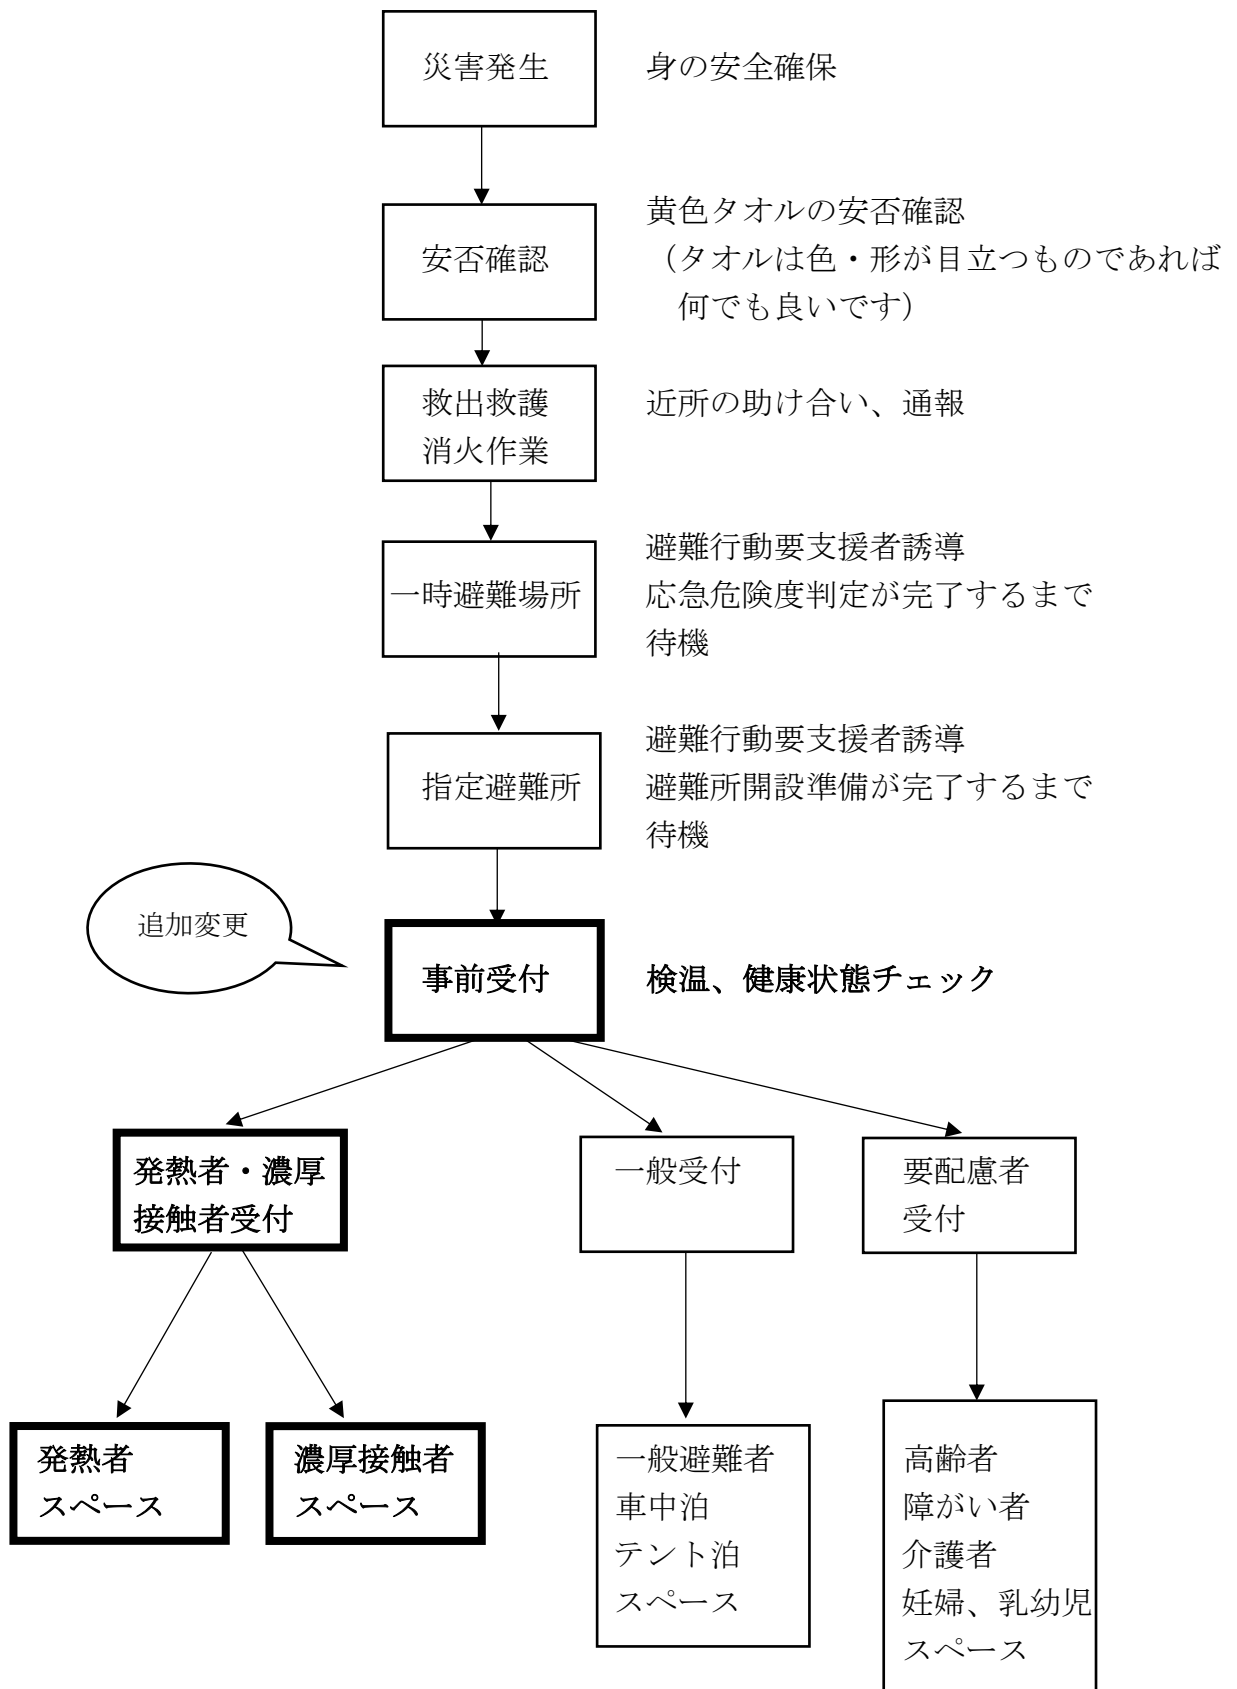 災害発生
身の安全確保
安否確認
黄色タオルの安否確認
（タオルは色・形が目立つものであれば
何でも良いです）
救出救護
消火作業
近所の助け合い、通報
一時避難場所
避難行動要支援者誘導
応急危険度判定が完了するまで
待機
指定避難所
避難行動要支援者誘導
避難所開設準備が完了するまで
待機
追加変更
事前受付
検温、健康状態チェック
発熱者・濃厚
接触者受付
一般受付
要配慮者
受付
発熱者
スペース
濃厚接触者
スペース
一般避難者
車中泊
テント泊
スペース
高齢者
障がい者
介護者
妊婦、乳幼児
スペース